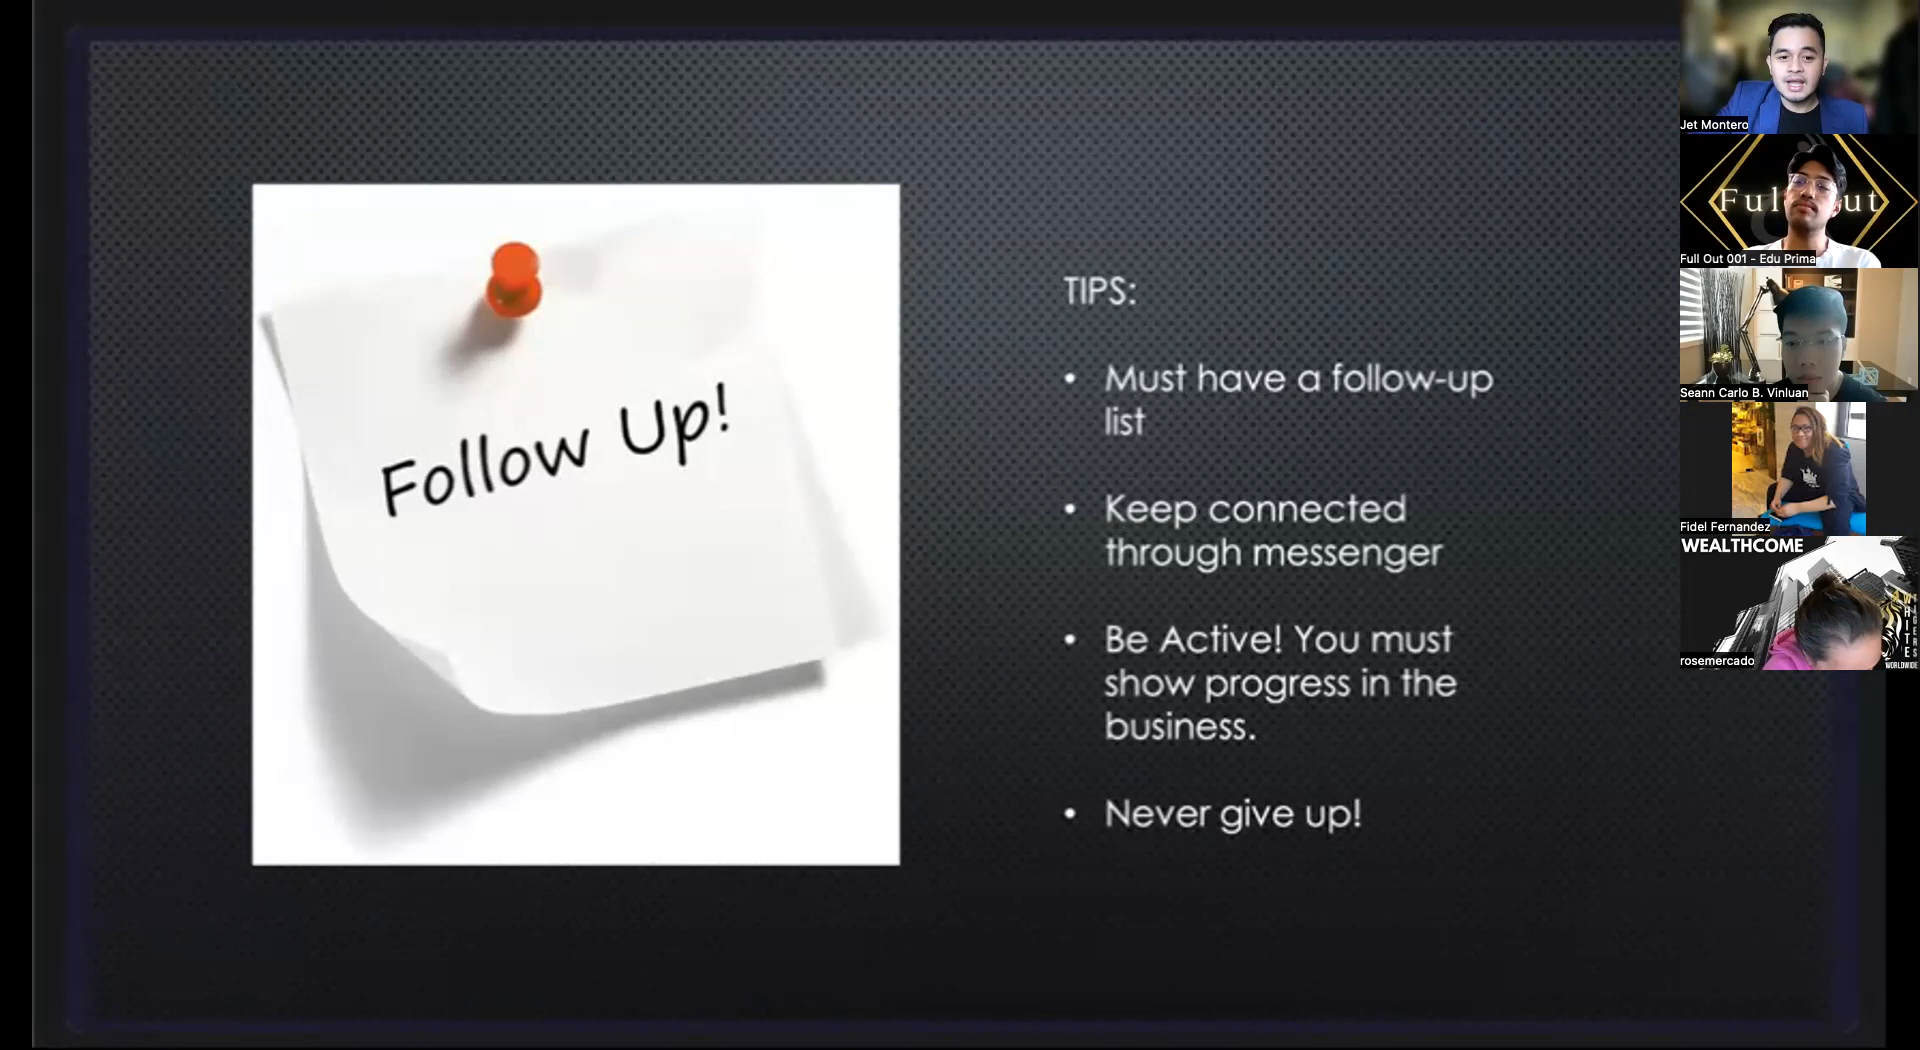 Follow Up!
TIPS:
• Must have a follow-up
list
• Keep connected
through messenger
• Be Active! You must
show progress in the
business.
• Never give up!
Jet Montero
Full Out 001 - Edu Prima
Seann Carlo B. Vinluan
Fidel Fernandez
WEALTHCOME
WHITE
WORLDWIDE
rosemercado